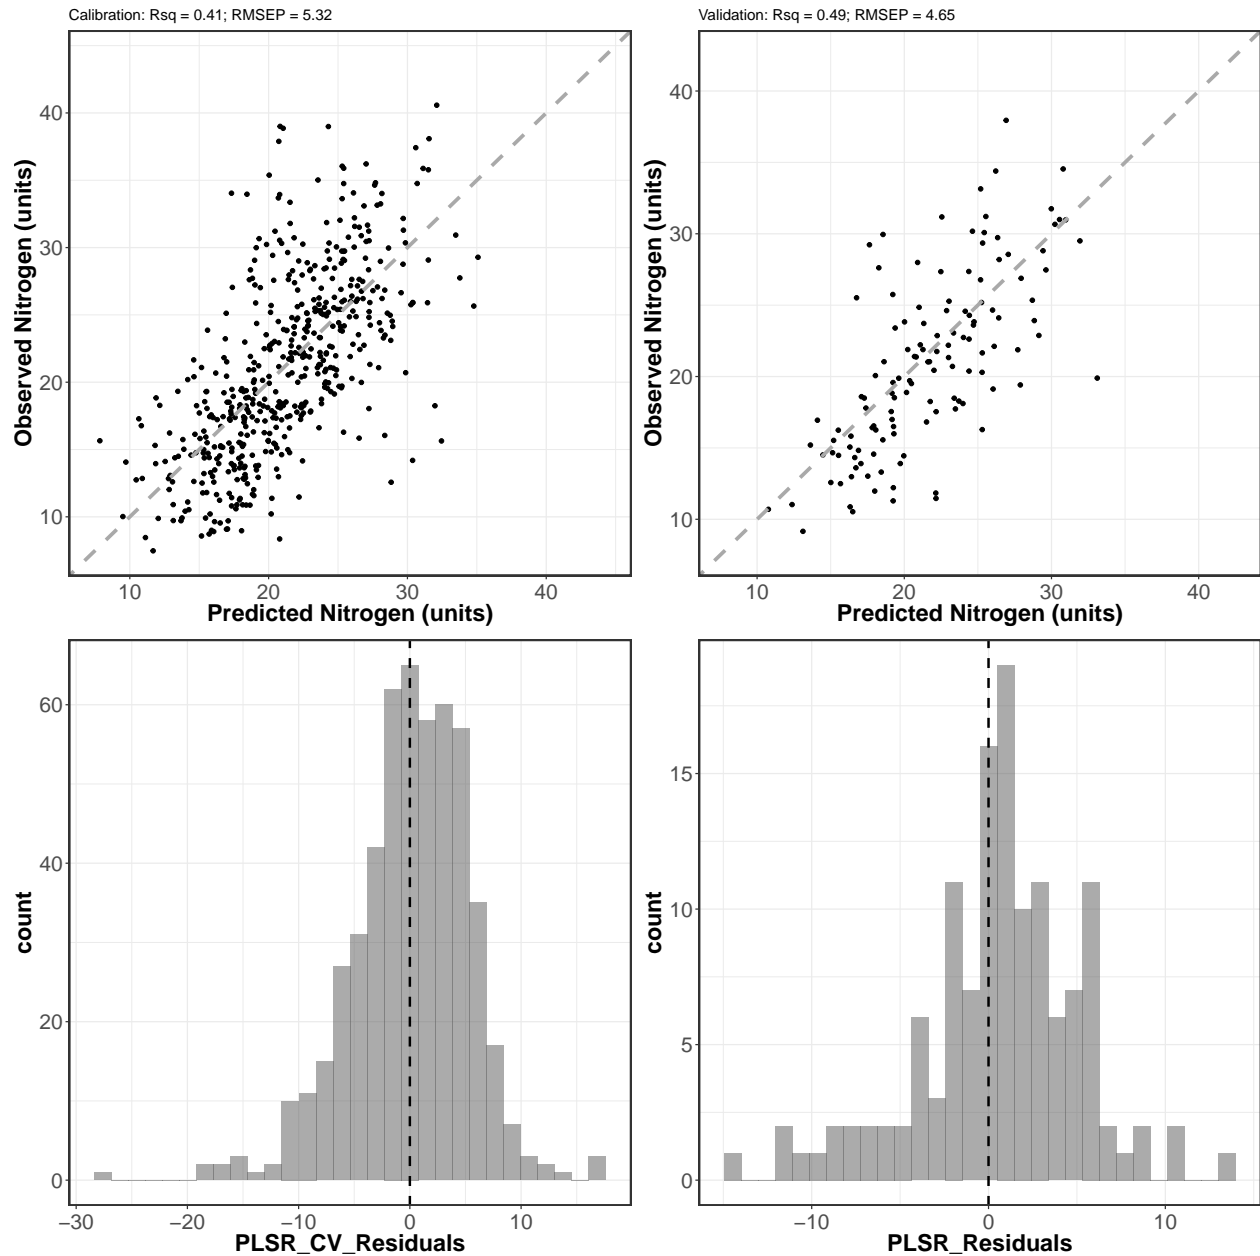 Calibration: Rsq = 0.41; RMSEP = 5.32
Validation: Rsq = 0.49; RMSEP = 4.65
Observed Nitrogen (units)
40
30
20
10
10 20 30 40
Predicted Nitrogen (units)
Observed Nitrogen (units)
40
30
20
10
10 20 30 40
Predicted Nitrogen (units)
count
60
40
20
0
−30 −20 −10 0 10
PLSR_CV_Residuals
count
15
10
5
0
−10 0 10
PLSR_Residuals